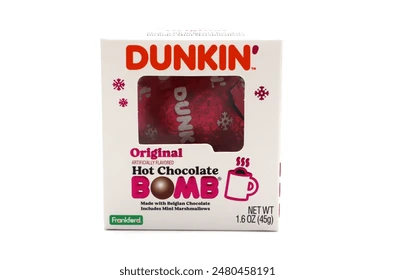 DUNKIN'™
DUNKIN
Original
ARTIFICIALLY FLAVORED
Hot Chocolate
BOMB®
Made with Belgian Chocolate
Includes Mini Marshmallows
Frankford.
NET WT
1.6 OZ (45g)
shutterstock.com · 2480458191